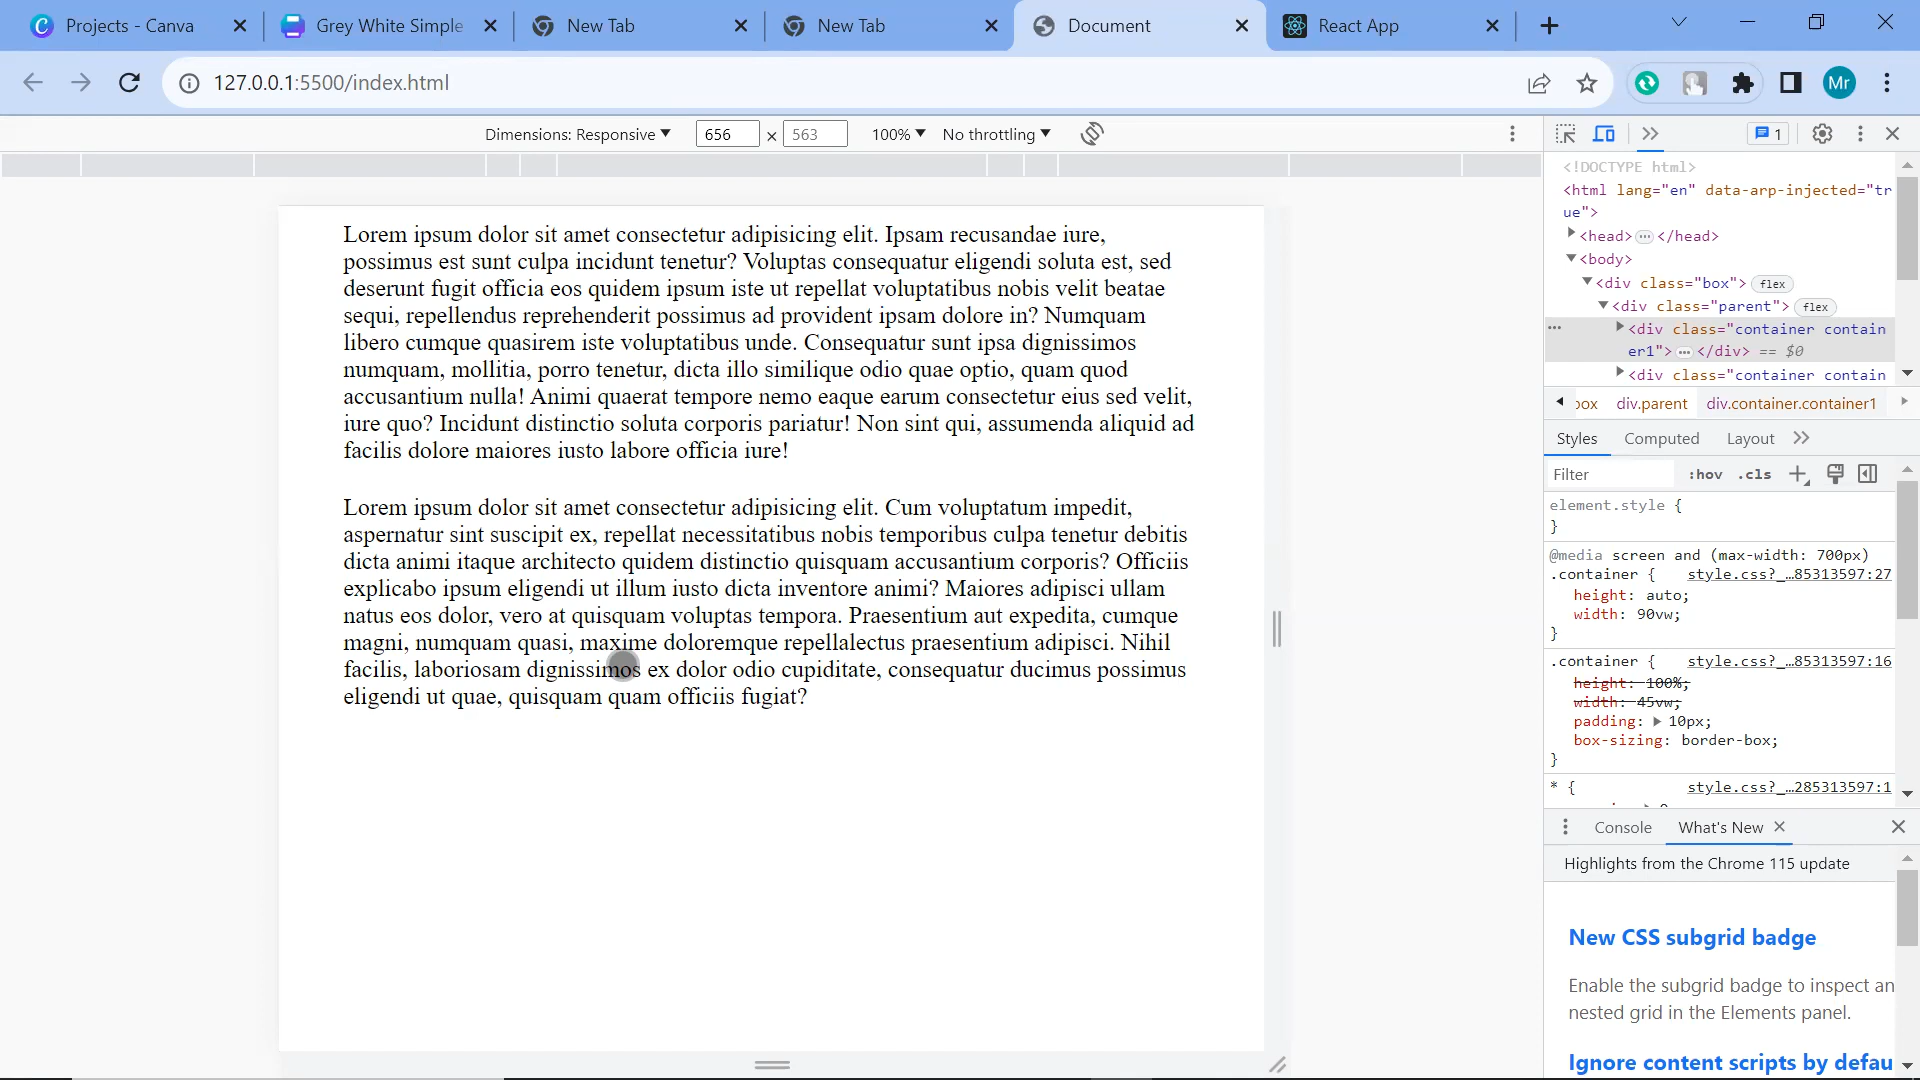 Projects - Canva
Grey White Simple
New Tab
New Tab
Document
React App
127.0.0.1:5500/index.html
Mr
Dimensions: Responsive
656 x 563
100%
No throttling
1
Lorem ipsum dolor sit amet consectetur adipisicing elit. Ipsam recusandae iure,
possimus est sunt culpa incidunt tenetur? Voluptas consequatur eligendi soluta est, sed
deserunt fugit officia eos quidem ipsum iste ut repellat voluptatibus nobis velit beatae
sequi, repellendus reprehenderit possimus ad provident ipsam dolore in? Numquam
libero cumque quasirem iste voluptatibus unde. Consequatur sunt ipsa dignissimos
numquam, mollitia, porro tenetur, dicta illo similique odio quae optio, quam quod
accusantium nulla! Animi quaerat tempore nemo eaque earum consectetur eius sed velit,
iure quo? Incidunt distinctio soluta corporis pariatur! Non sint qui, assumenda aliquid ad
facilis dolore maiores iusto labore officia iure!
Lorem ipsum dolor sit amet consectetur adipisicing elit. Cum voluptatum impedit,
aspernatur sint suscipit ex, repellat necessitatibus nobis temporibus culpa tenetur debitis
dicta animi itaque architecto quidem distinctio quisquam accusantium corporis? Officiis
explicabo ipsum eligendi ut illum iusto dicta inventore animi? Maiores adipisci ullam
natus eos dolor, vero at quisquam voluptas tempora. Praesentium aut expedita, cumque
magni, numquam quasi, maxime doloremque repellalectus praesentium adipisci. Nihil
facilis, laboriosam dignissimos ex dolor odio cupiditate, consequatur ducimus possimus
eligendi ut quae, quisquam quam officiis fugiat?
<!DOCTYPE html>
<html lang="en" data-arp-injected="tr
ue">
<head> … </head>
<body>
<div class="box"> flex
<div class="parent"> flex
<div class="container contain
er1"> … </div> == $0
<div class="container contain
box div.parent div.container.container1
Styles Computed Layout
Filter :hov .cls
element.style {
}
@media screen and (max-width: 700px)
.container { style.css?_…85313597:27
height: auto;
width: 90vw;
}
.container { style.css?_…85313597:16
height: 100%;
width: 45vw;
padding: 10px;
box-sizing: border-box;
}
* { style.css?_…285313597:1
Console What's New
Highlights from the Chrome 115 update
New CSS subgrid badge
Enable the subgrid badge to inspect an
nested grid in the Elements panel.
Ignore content scripts by defau